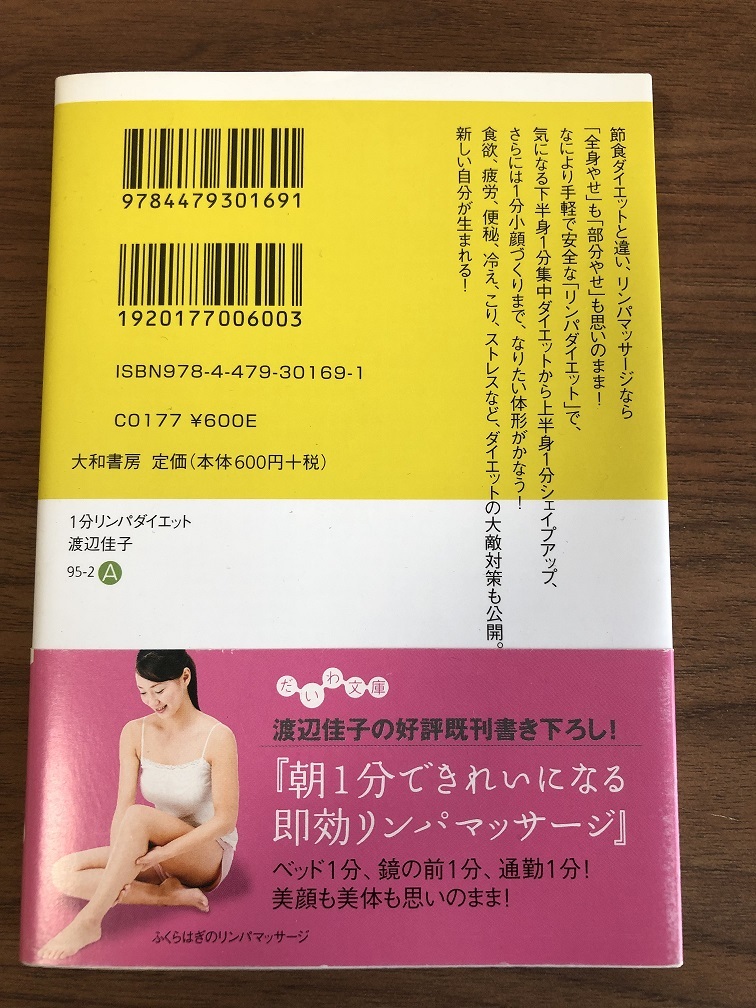 節食ダイエットと違い、リンパマッサージなら
「全身やせ」も「部分やせ」も思いのまま！
なにより手軽で安全な「リンパダイエット」で、
気になる下半身1分集中ダイエットから上半身1分シェイプアップ、
さらには1分小顔づくりまで、なりたい体形がかなう！
食欲、疲労、便秘、冷え、こり、ストレスなど、ダイエットの大敵対策も公開。
新しい自分が生まれる！
9784479301691
1920177006003
ISBN978-4-479-30169-1
C0177 ¥600E
大和書房 定価（本体600円＋税）
1分リンパダイエット
渡辺佳子
95-2 A
だいわ文庫
渡辺佳子の好評既刊書き下ろし！
『朝1分できれいになる
即効リンパマッサージ』
ベッド1分、鏡の前1分、通勤1分！
美顔も美体も思いのまま！
ふくらはぎのリンパマッサージ